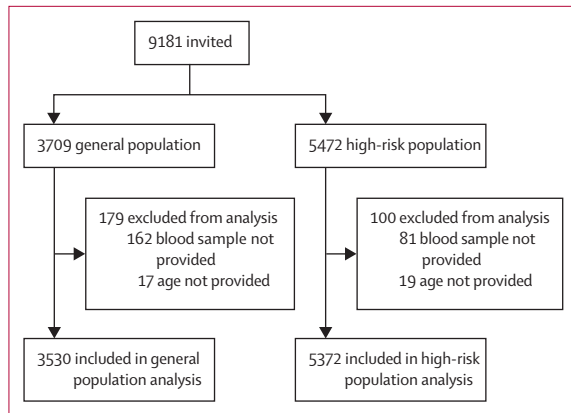 9181 invited
3709 general population
5472 high-risk population
179 excluded from analysis
162 blood sample not
provided
17 age not provided
100 excluded from analysis
81 blood sample not
provided
19 age not provided
3530 included in general
population analysis
5372 included in high-risk
population analysis